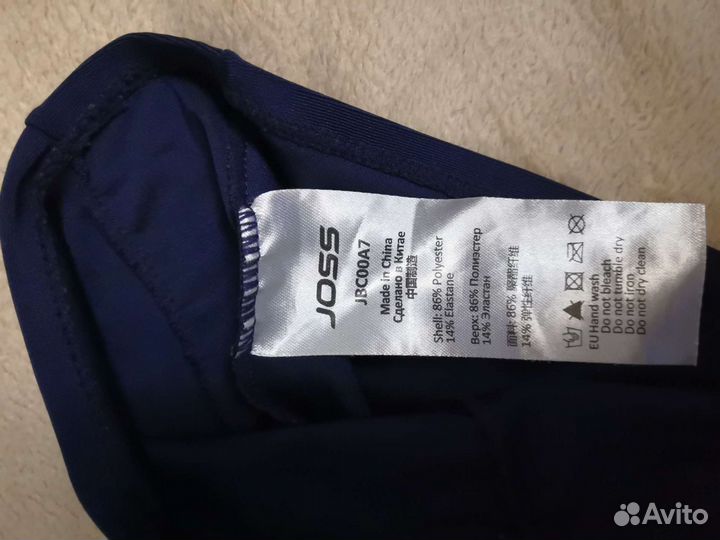 JOSS
JBC00A7
Made in China
Сделано в Китае
中国制造
Shell: 86% Polyester
14% Elastane
Верх: 86% Полиэстер
14% Эластан
面料: 86% 聚酯纤维
14% 弹性纤维
EU Hand wash
Do not bleach
Do not tumble dry
Do not iron
Do not dry clean
Avito